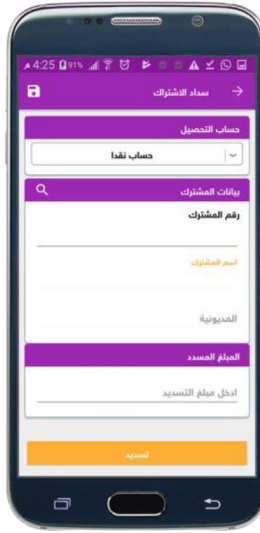 4:25 91%
سداد الاشتراك
حساب التحصيل
حساب نقدا
بيانات المشترك
رقم المشترك
اسم المشترك
المديونية
المبلغ المسدد
ادخل مبلغ التسديد
تسديد